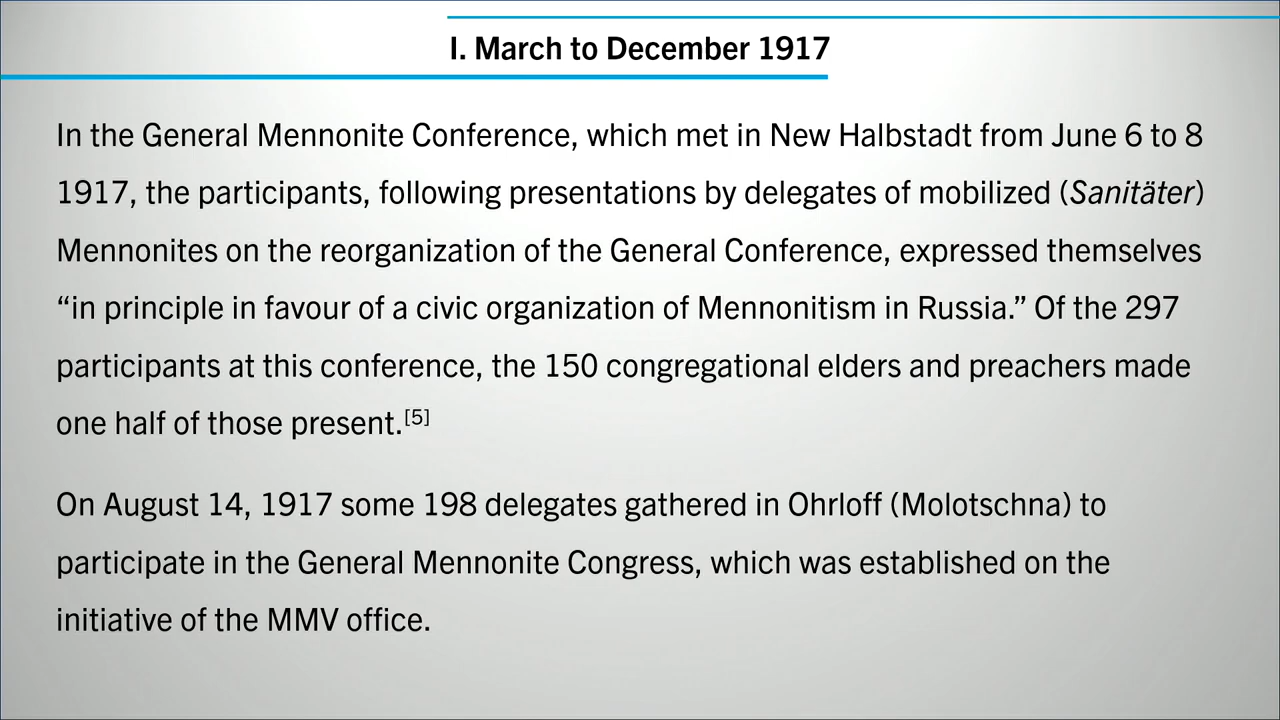 I. March to December 1917
In the General Mennonite Conference, which met in New Halbstadt from June 6 to 8
1917, the participants, following presentations by delegates of mobilized (Sanitäter)
Mennonites on the reorganization of the General Conference, expressed themselves
“in principle in favour of a civic organization of Mennonitism in Russia.” Of the 297
participants at this conference, the 150 congregational elders and preachers made
one half of those present.[5]
On August 14, 1917 some 198 delegates gathered in Ohrloff (Molotschna) to
participate in the General Mennonite Congress, which was established on the
initiative of the MMV office.